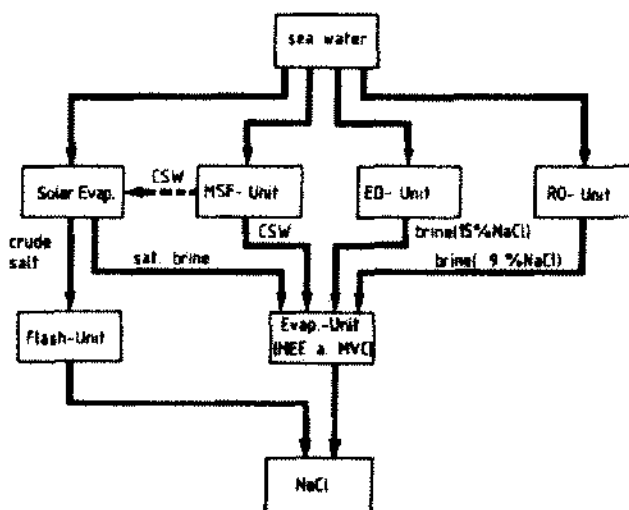 sea water
CSW
Solar Evap.
MSF- Unit
ED- Unit
RO- Unit
crude
salt
CSW
brine(15%NaCl)
sat. brine
brine( 9 %NaCl)
Flash-Unit
Evap.-Unit
(MEE a. MVC)
NaCl